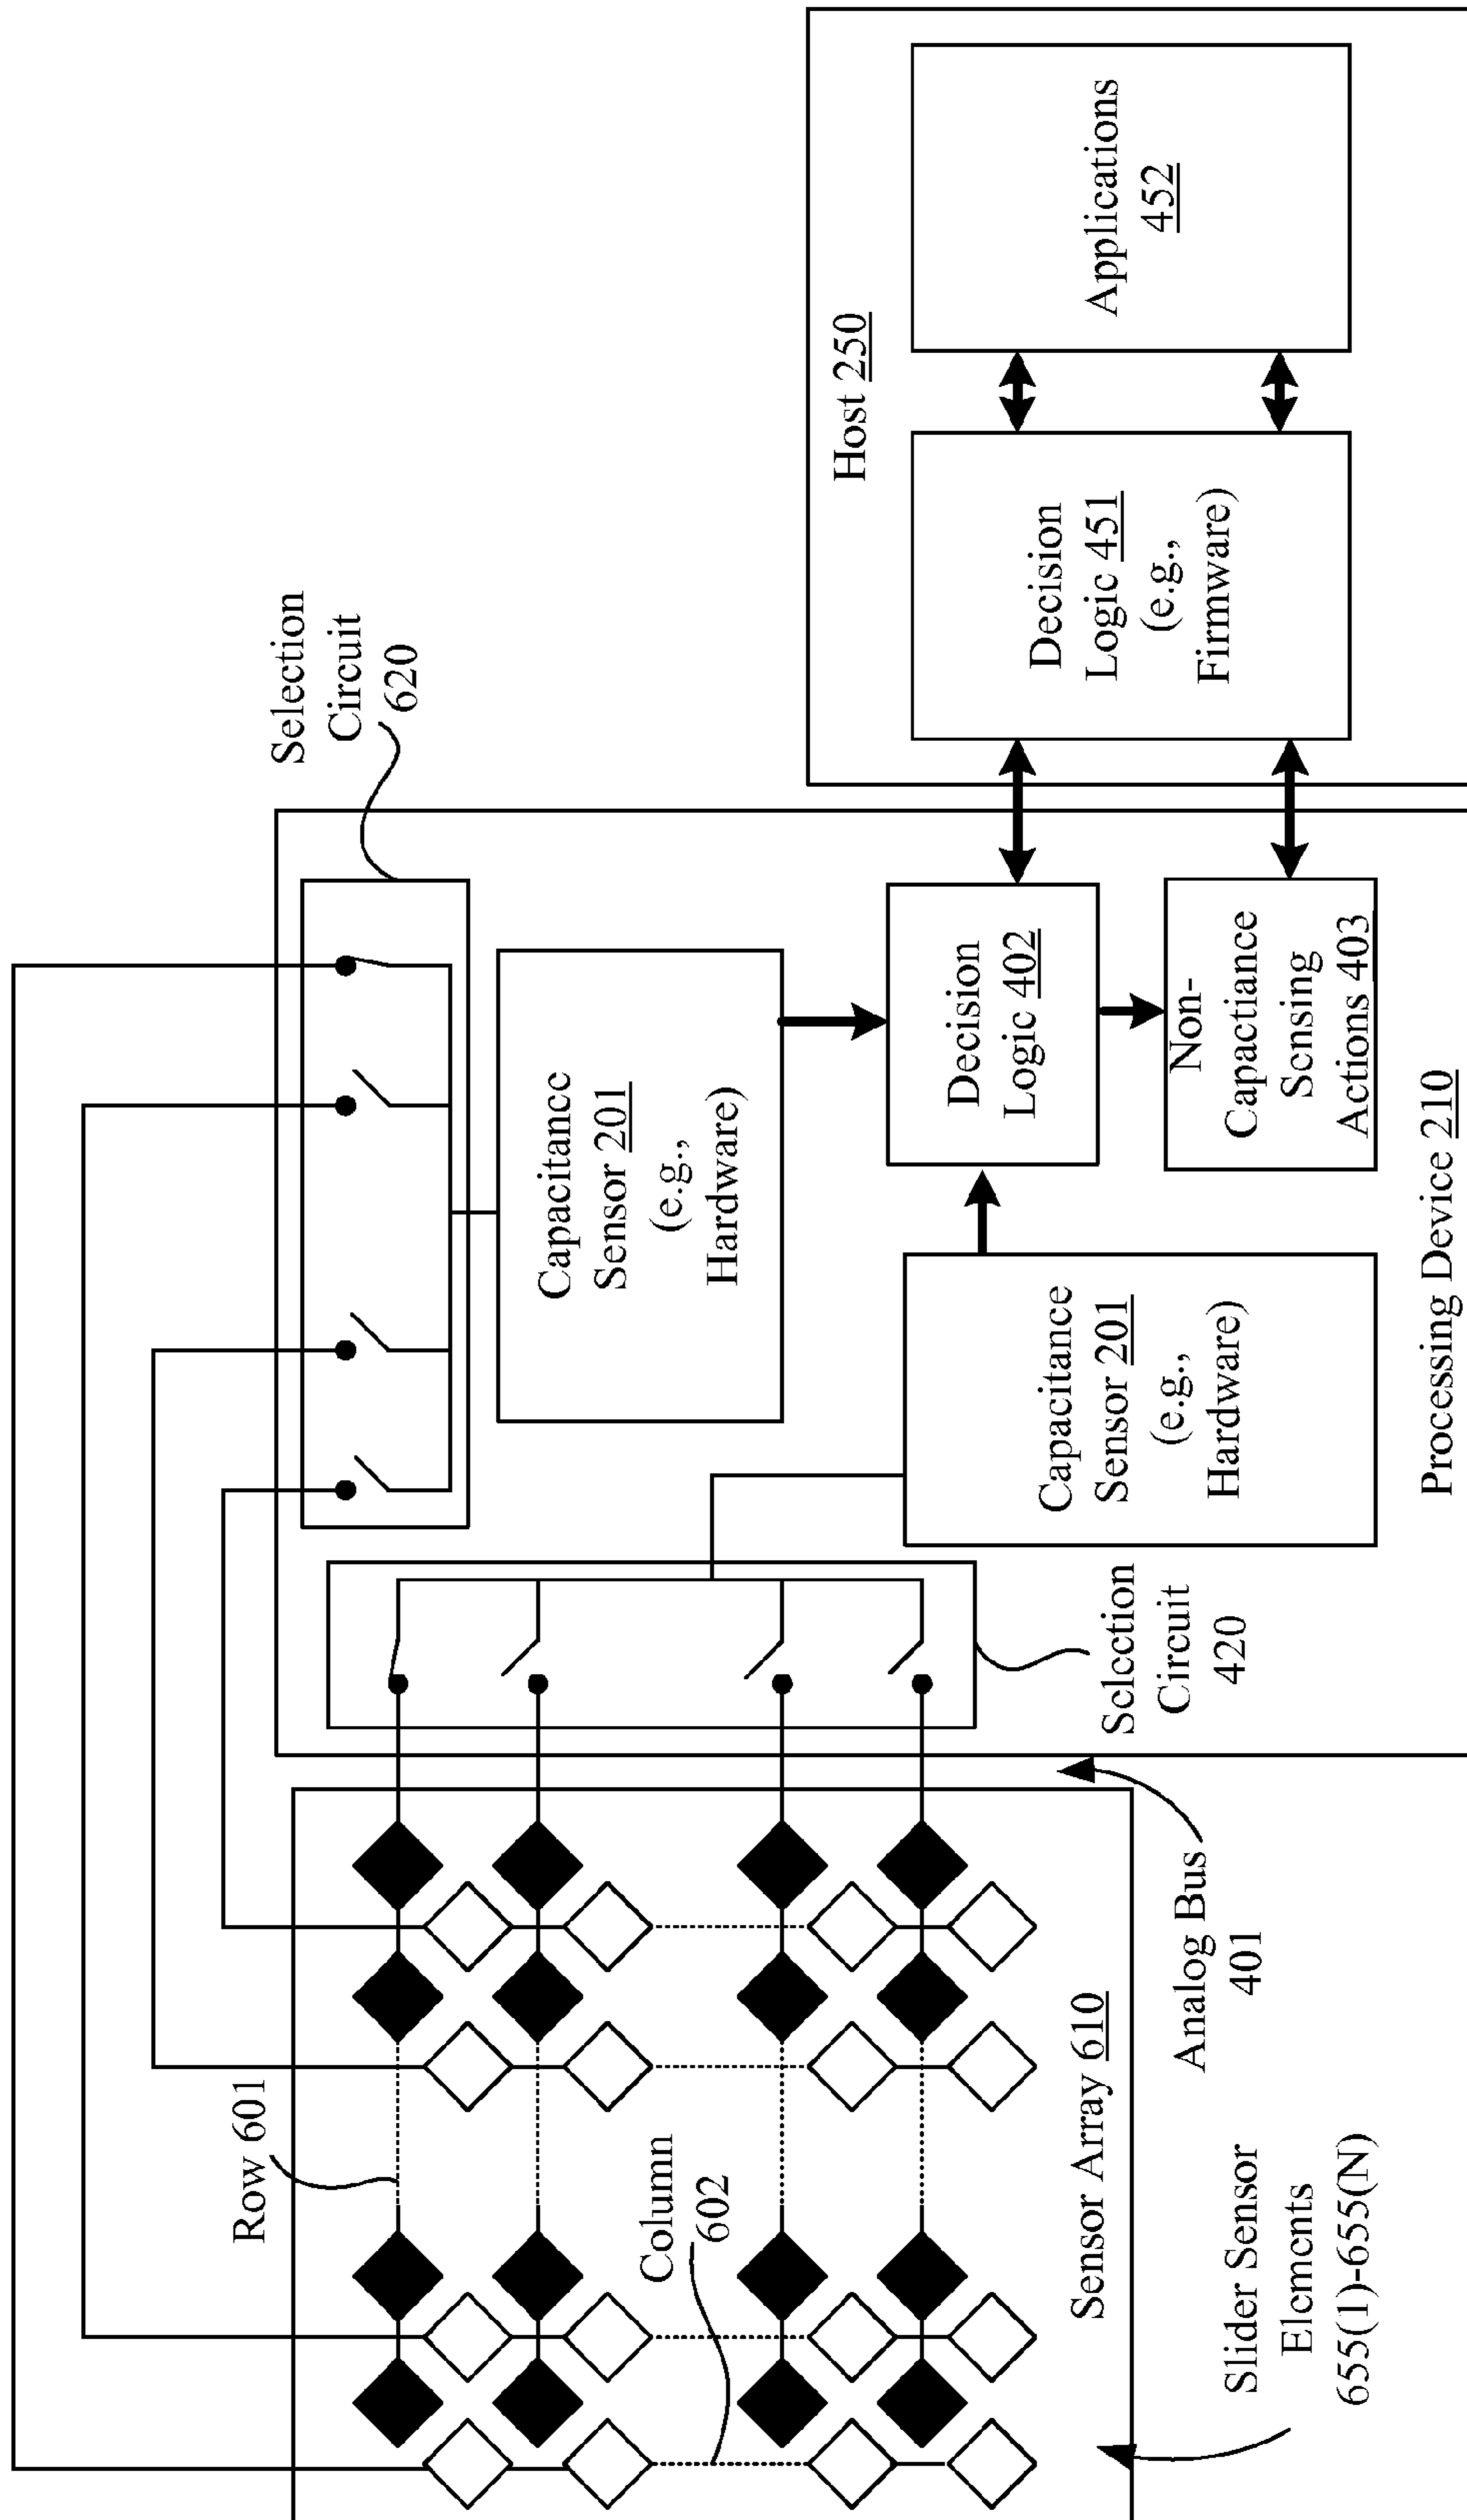 Row 601
Column
602
Sensor Array 610
Slider Sensor
Elements
655(1)-655(N)
Analog Bus
401
Selection
Circuit
420
Selection
Circuit
620
Capacitance
Sensor 201
(e.g.,
Hardware)
Capacitance
Sensor 201
(e.g.,
Hardware)
Decision
Logic 402
Non-
Capactiance
Sensing
Actions 403
Processing Device 210
Host 250
Decision
Logic 451
(e.g.,
Firmware)
Applications
452